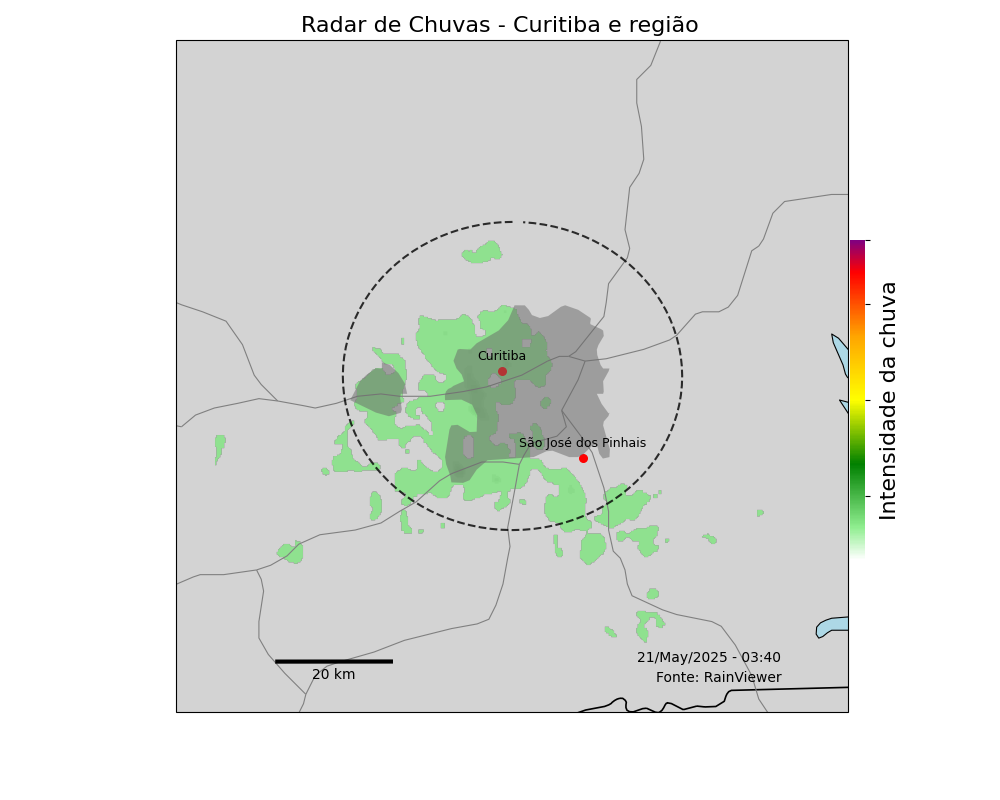 Radar de Chuvas - Curitiba e região
Curitiba
São José dos Pinhais
Intensidade da chuva
21/May/2025 - 03:40
Fonte: RainViewer
20 km